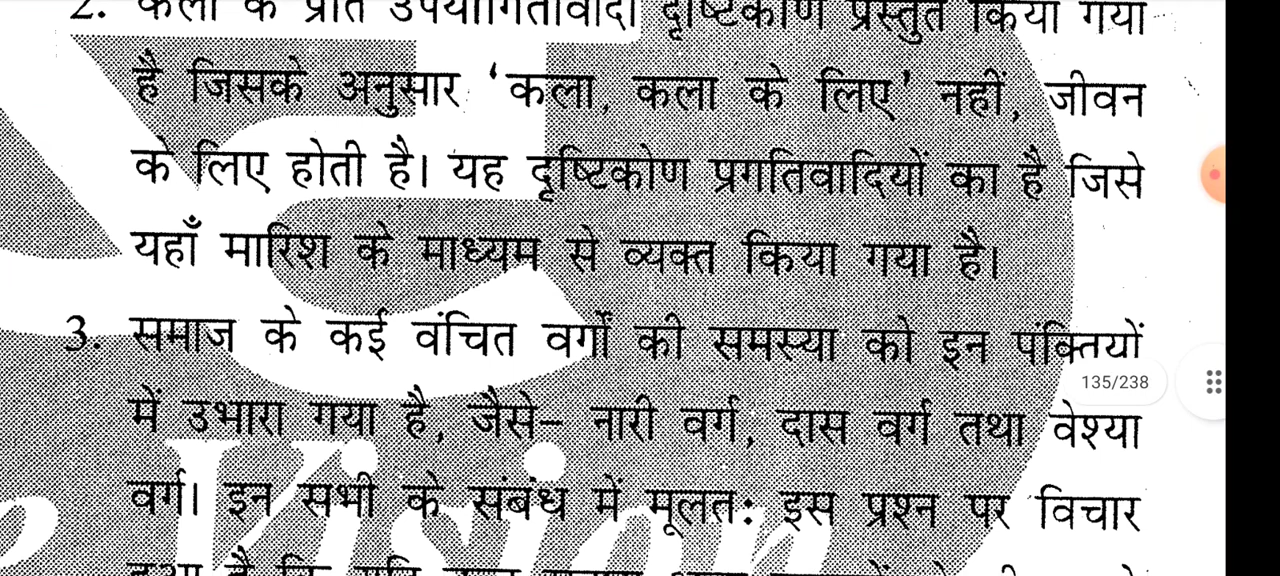 2. कला के प्रति उपयोगितावादी दृष्टिकोण प्रस्तुत किया गया
है जिसके अनुसार ‘कला, कला के लिए’ नहीं, जीवन
के लिए होती है। यह दृष्टिकोण प्रगतिवादियों का है जिसे
यहाँ मारिश के माध्यम से व्यक्त किया गया है।
3. समाज के कई वंचित वर्गों की समस्या को इन पंक्तियों
135/238
में उभारा गया है, जैसे– नारी वर्ग, दास वर्ग तथा वेश्या
वर्ग। इन सभी के संबंध में मूलतः इस प्रश्न पर विचार
Vision